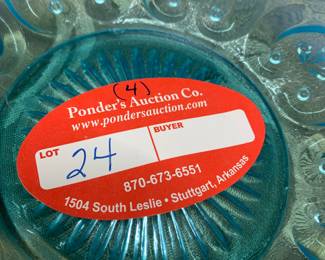 (4)
Ponder's Auction Co.
www.pondersauction.com
LOT 24 BUYER
870-673-6551
1504 South Leslie • Stuttgart, Arkansas